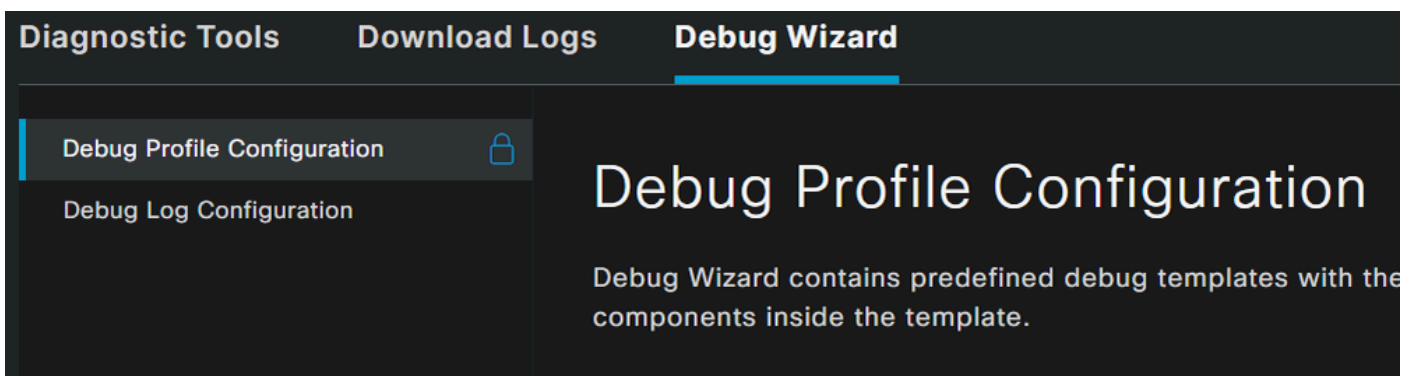 Diagnostic Tools Download Logs Debug Wizard
Debug Profile Configuration
Debug Log Configuration
Debug Profile Configuration
Debug Wizard contains predefined debug templates with the
components inside the template.